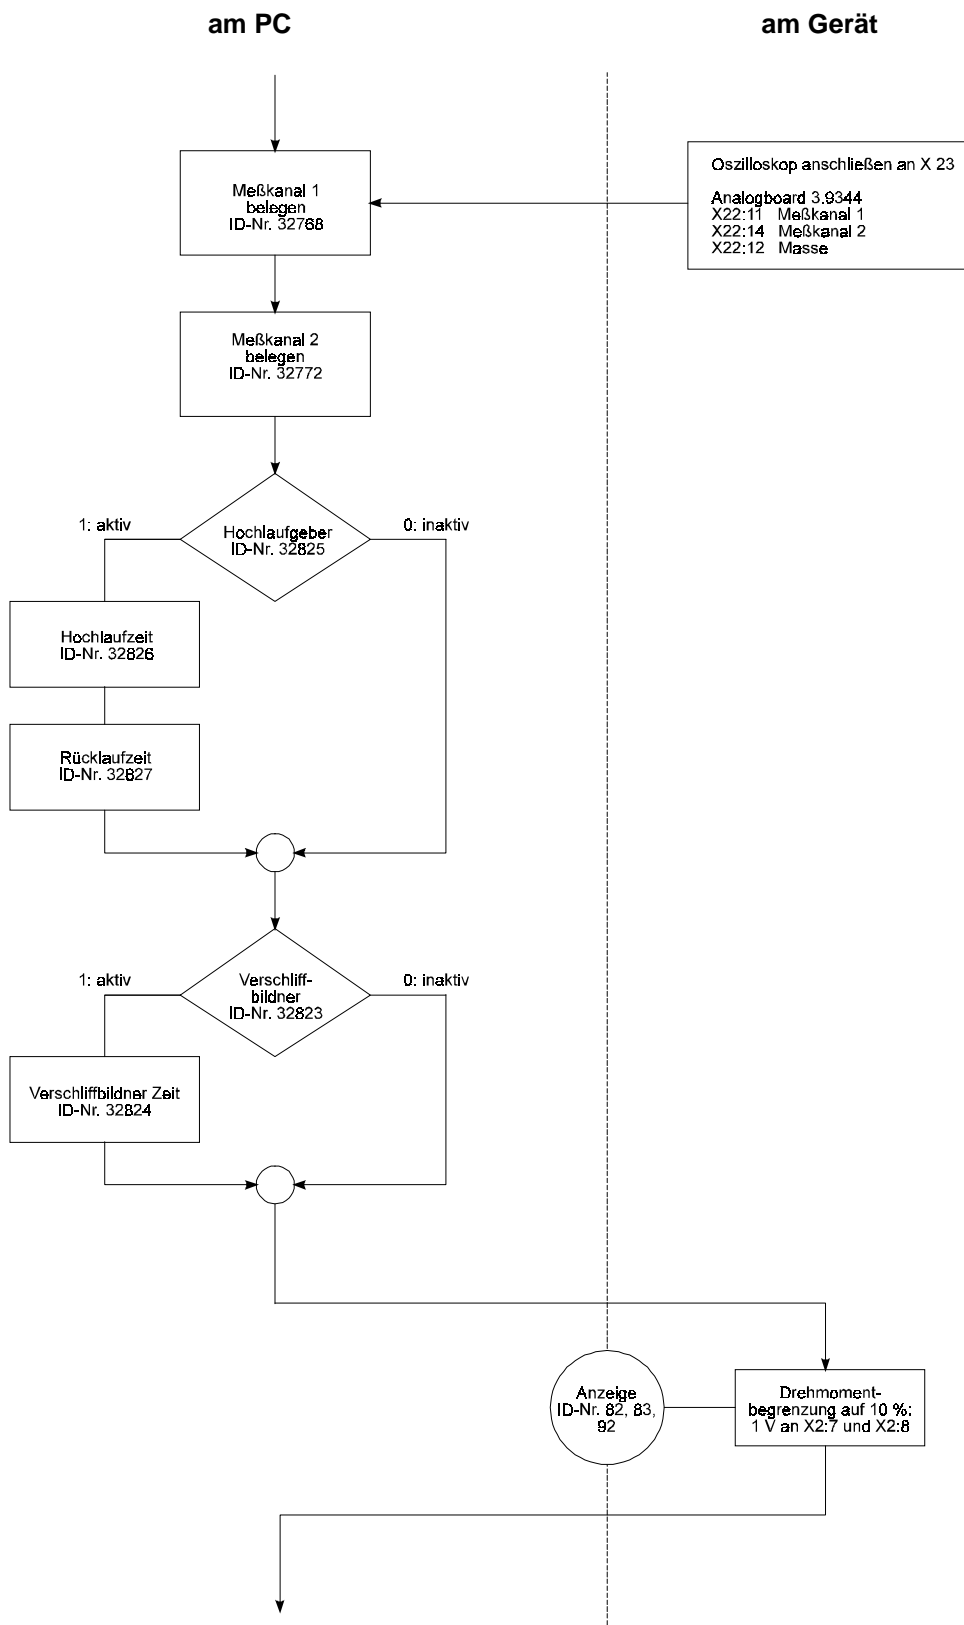 am PC
am Gerät
Oszilloskop anschließen an X 23
Analogboard 3.9344
X22:11 Meßkanal 1
X22:14 Meßkanal 2
X22:12 Masse
Meßkanal 1
belegen
ID-Nr. 32768
Meßkanal 2
belegen
ID-Nr. 32772
1: aktiv
0: inaktiv
Hochlaufgeber
ID-Nr. 32825
Hochlaufzeit
ID-Nr. 32826
Rücklaufzeit
ID-Nr. 32827
1: aktiv
0: inaktiv
Verschliff-
bildner
ID-Nr. 32823
Verschliffbildner Zeit
ID-Nr. 32824
Anzeige
ID-Nr. 82, 83,
92
Drehmoment-
begrenzung auf 10 %:
1 V an X2:7 und X2:8